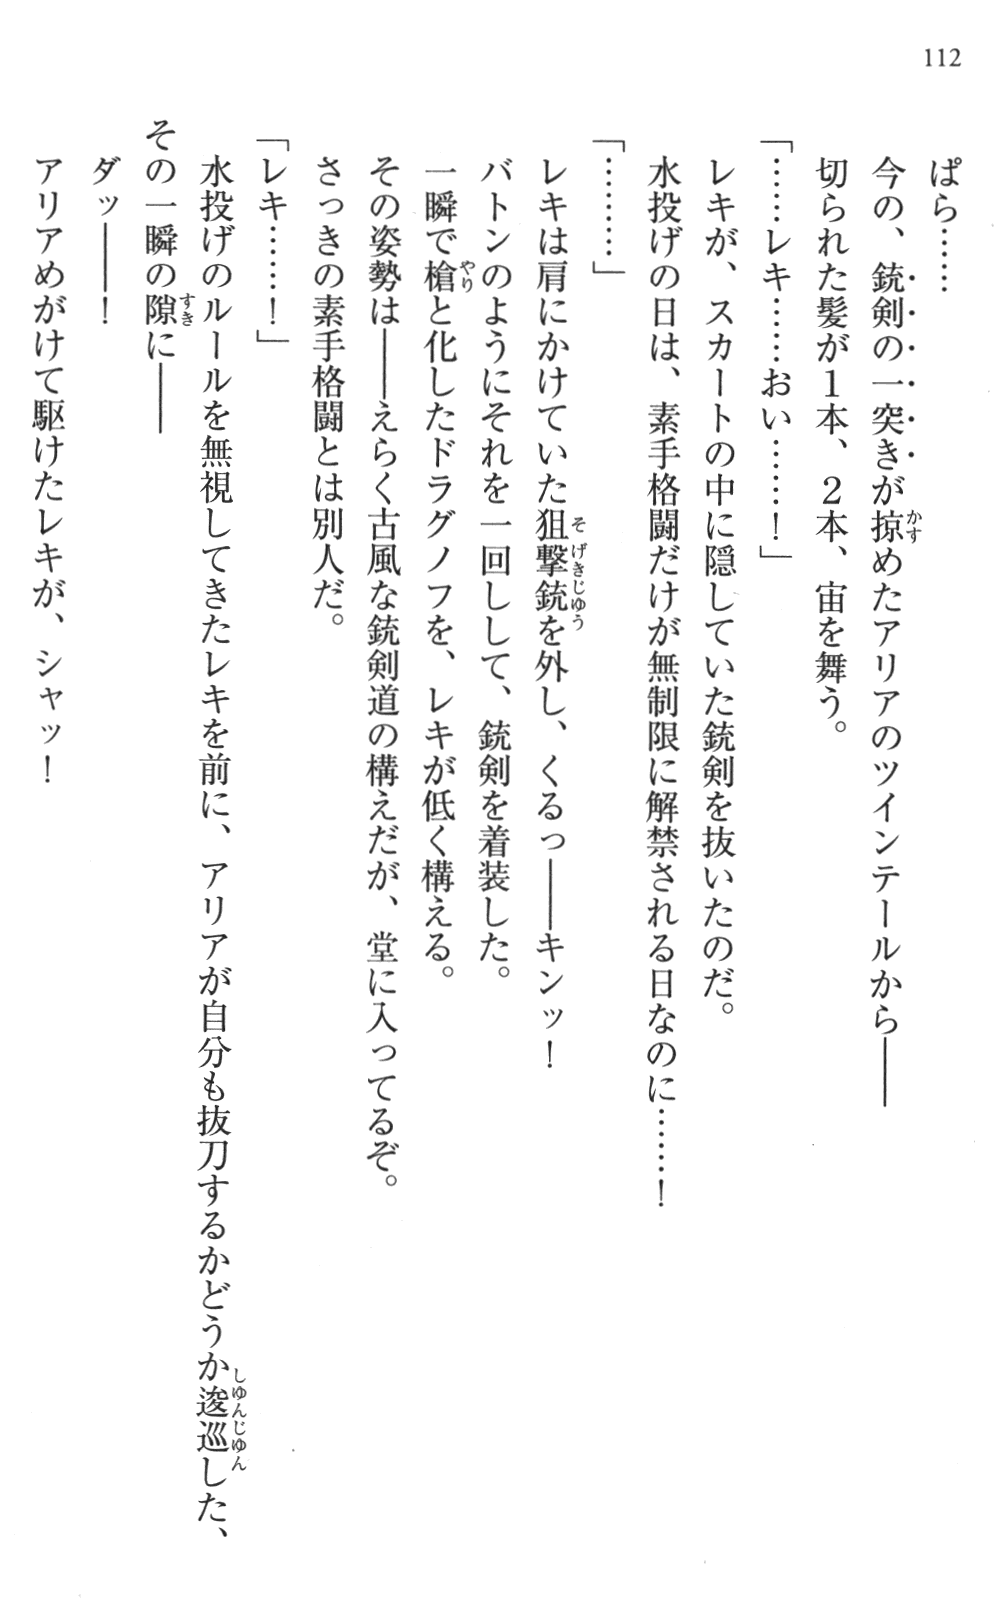 112
ぱら……
今の、銃剣の一突きが掠めたアリアのツインテールから――
切られた髪が１本、２本、宙を舞う。
「……レキ……おい……！」
レキが、スカートの中に隠していた銃剣を抜いたのだ。
水投げの日は、素手格闘だけが無制限に解禁される日なのに……！
「………」
レキは肩にかけていた狙撃銃を外し、くるっ――キンッ！
バトンのようにそれを一回しして、銃剣を着装した。
一瞬で槍と化したドラグノフを、レキが低く構える。
その姿勢は――えらく古風な銃剣道の構えだが、堂に入ってるぞ。
さっきの素手格闘とは別人だ。
「レキ……！」
水投げのルールを無視してきたレキを前に、アリアが自分も抜刀するかどうか逡巡した、
その一瞬の隙に――
ダッ――！
アリアめがけて駆けたレキが、シャッ！